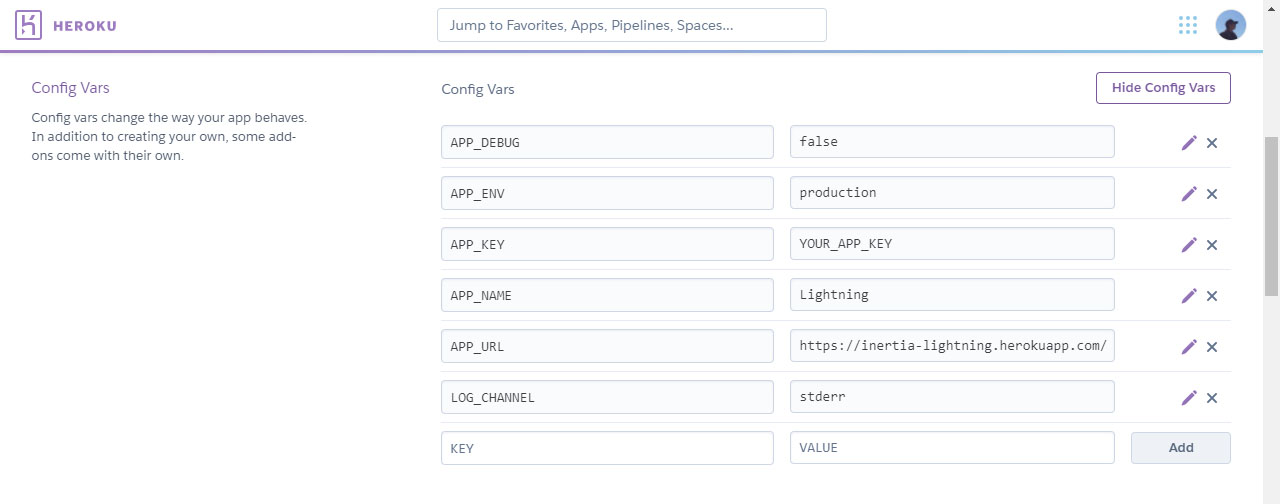 HEROKU
Jump to Favorites, Apps, Pipelines, Spaces...
Config Vars
Config vars change the way your app behaves.
In addition to creating your own, some add-
ons come with their own.
Config Vars
Hide Config Vars
APP_DEBUG false
APP_ENV production
APP_KEY YOUR_APP_KEY
APP_NAME Lightning
APP_URL https://inertia-lightning.herokuapp.com/
LOG_CHANNEL stderr
KEY VALUE Add